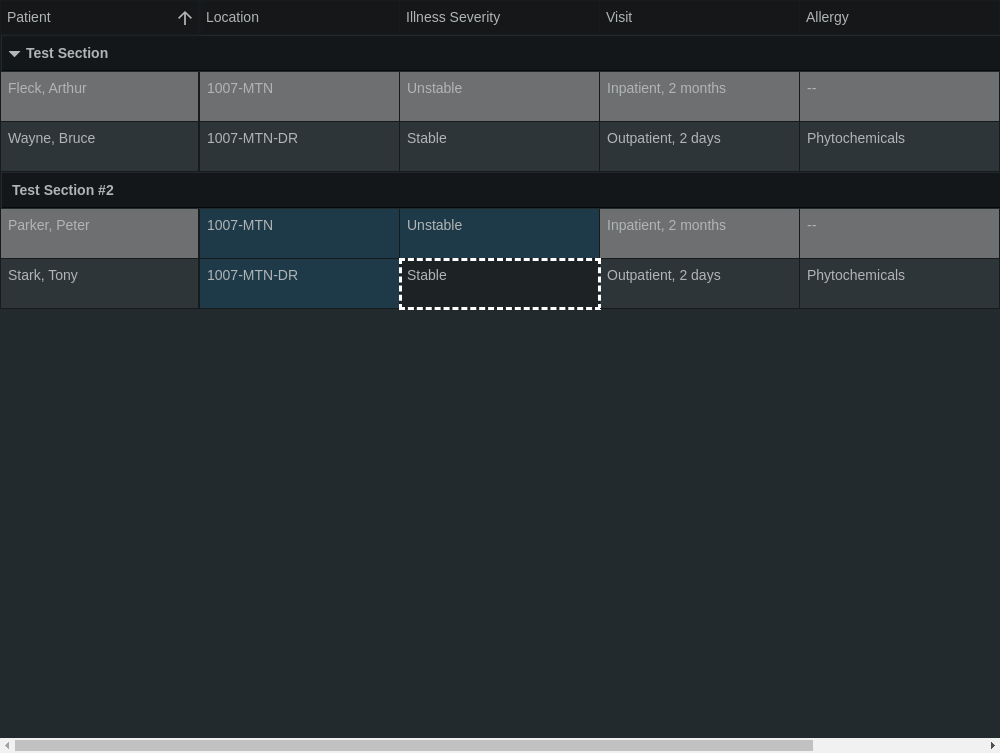 Patient Location Illness Severity Visit Allergy
Test Section
Fleck, Arthur 1007-MTN Unstable Inpatient, 2 months --
Wayne, Bruce 1007-MTN-DR Stable Outpatient, 2 days Phytochemicals
Test Section #2
Parker, Peter 1007-MTN Unstable Inpatient, 2 months --
Stark, Tony 1007-MTN-DR Stable Outpatient, 2 days Phytochemicals